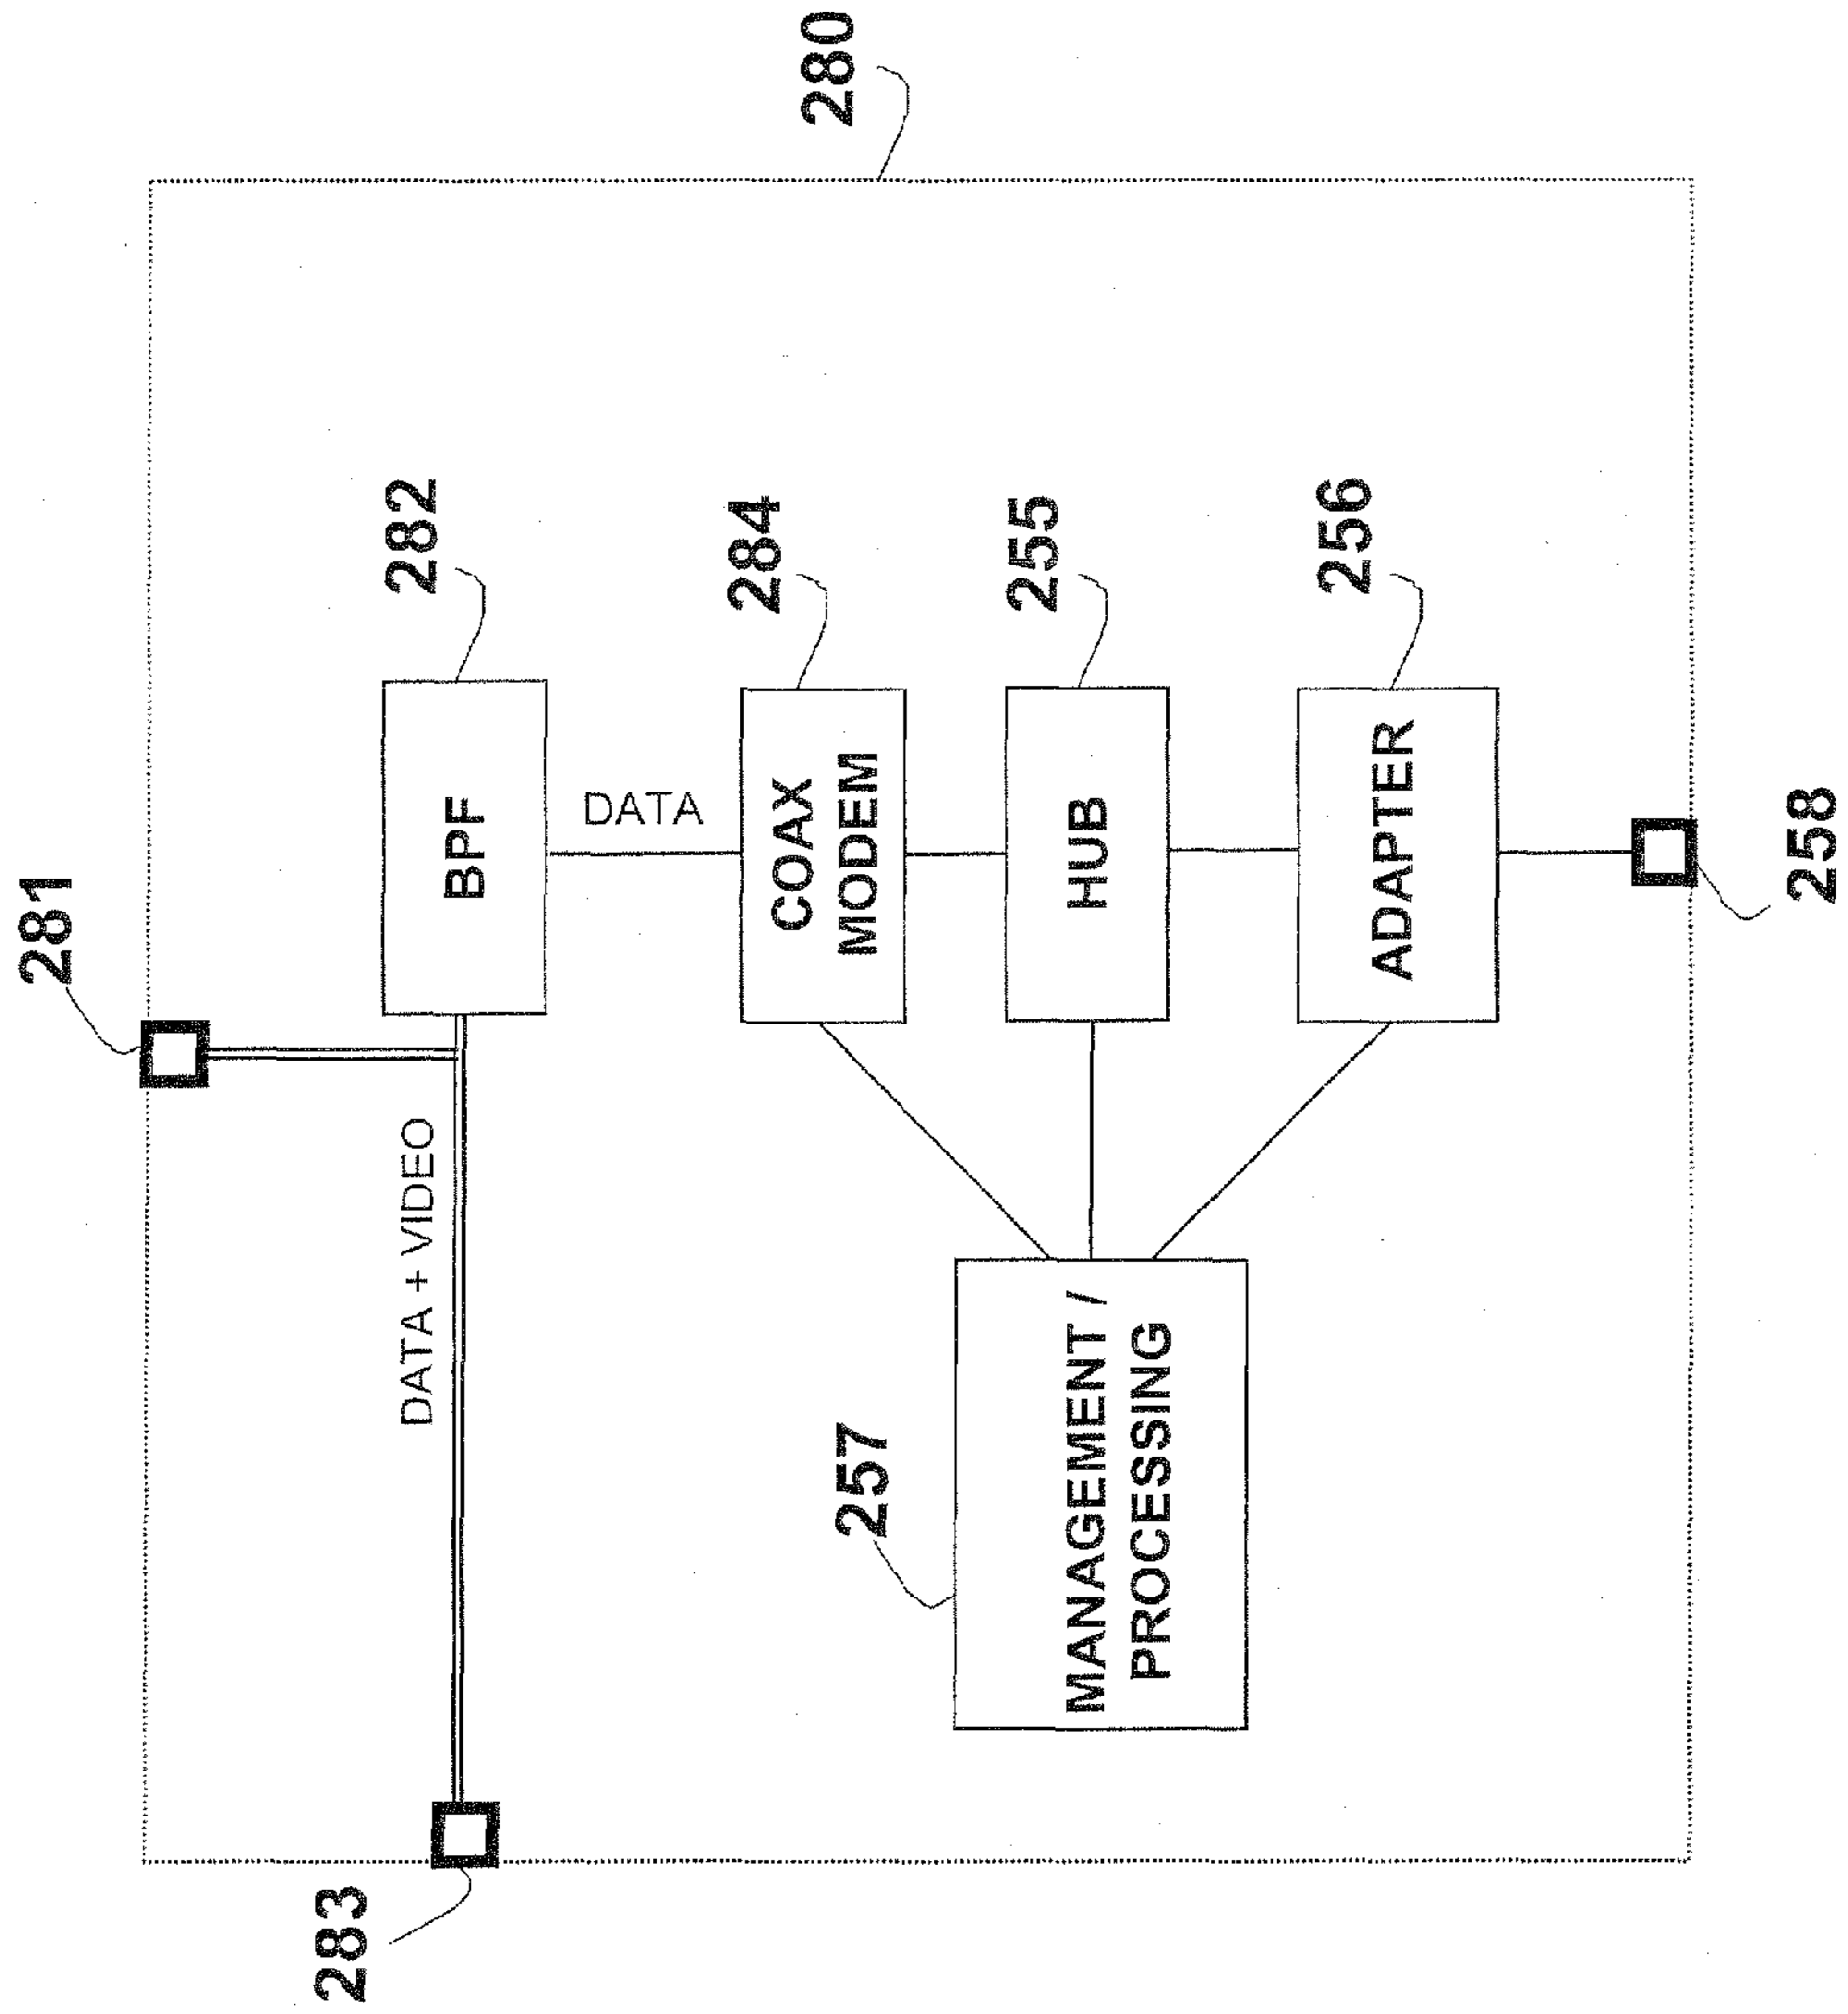 280
282
284
255
256
281
BPF
DATA
COAX
MODEM
HUB
ADAPTER
258
DATA + VIDEO
257
MANAGEMENT /
PROCESSING
283